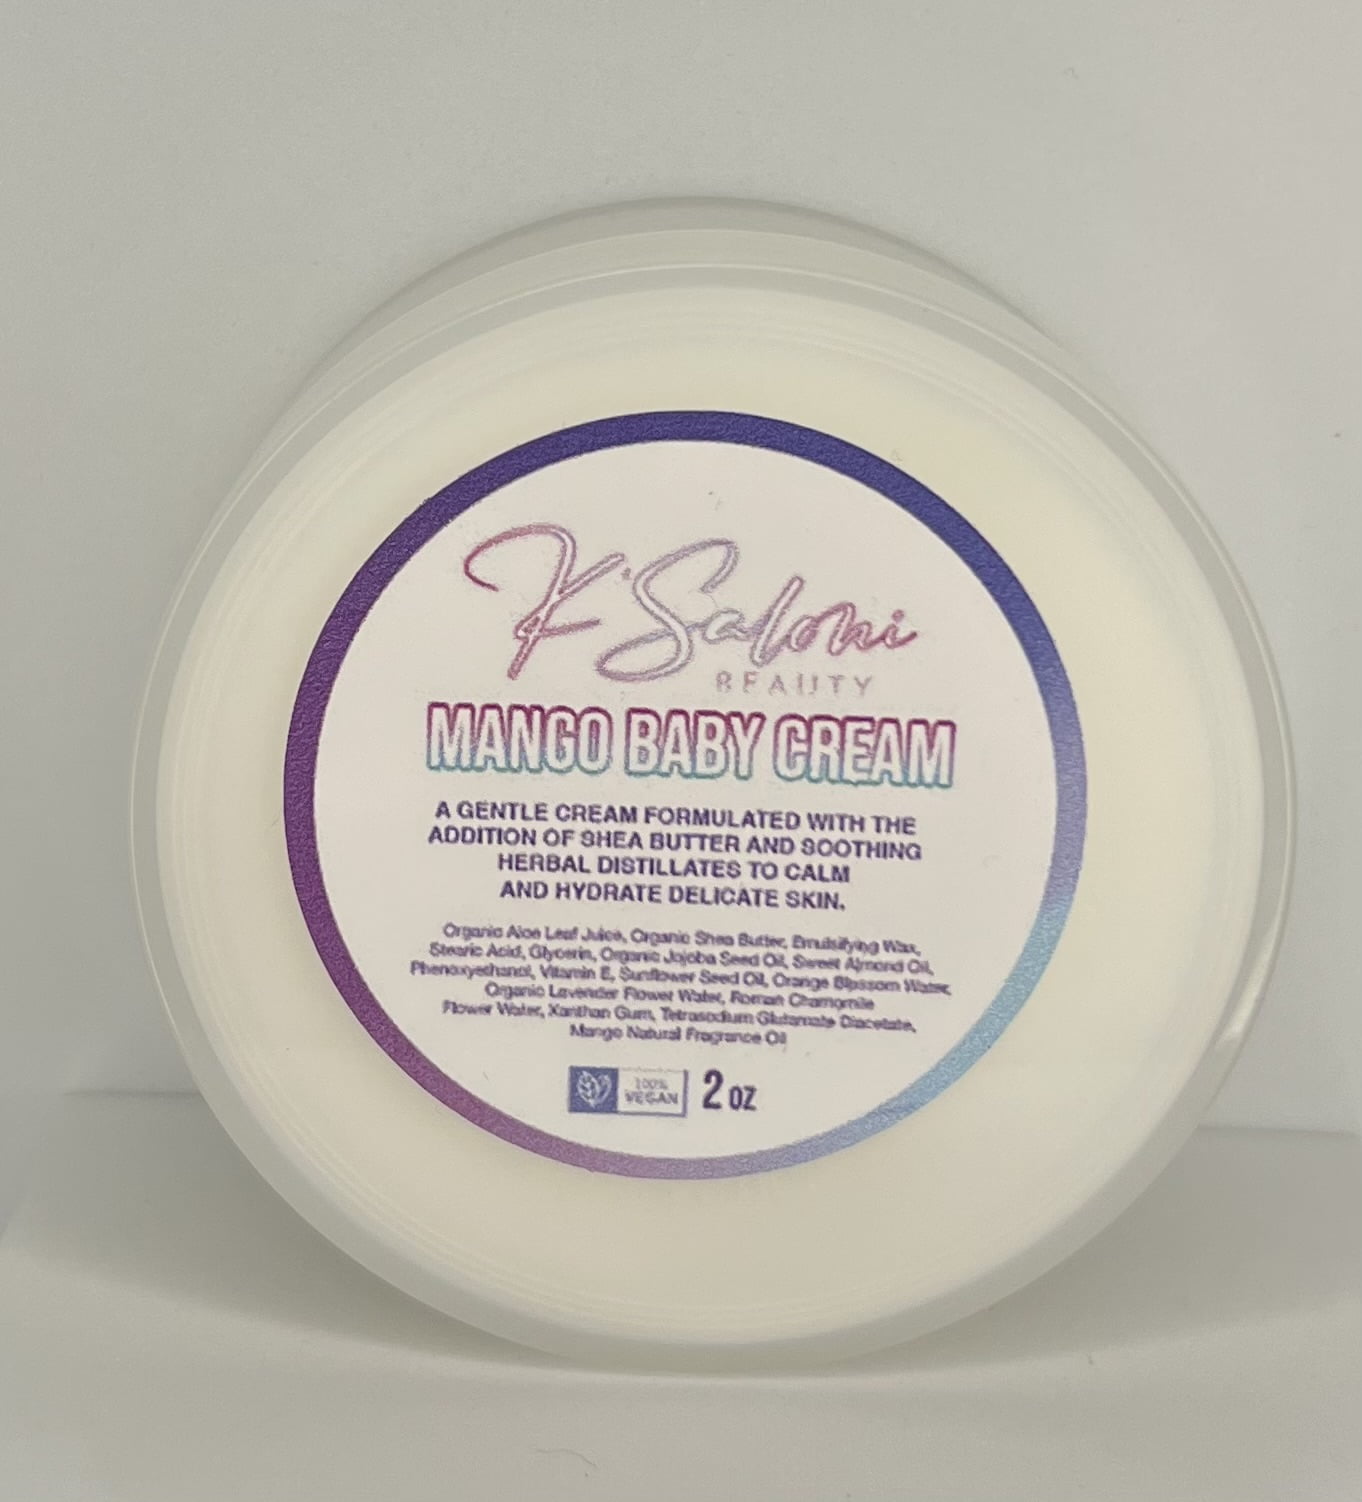 K'Saloni
BEAUTY
MANGO BABY CREAM
A GENTLE CREAM FORMULATED WITH THE
ADDITION OF SHEA BUTTER AND SOOTHING
HERBAL DISTILLATES TO CALM
AND HYDRATE DELICATE SKIN.
Organic Aloe Leaf Juice, Organic Shea Butter, Emulsifying Wax,
Stearic Acid, Glycerin, Organic Jojoba Seed Oil, Sweet Almond Oil,
Phenoxyethanol, Vitamin E, Sunflower Seed Oil, Orange Blossom Water,
Organic Lavender Flower Water, Roman Chamomile
Flower Water, Xanthan Gum, Tetrasodium Glutamate Diacetate,
Mango Natural Fragrance Oil
100%
VEGAN
2 OZ